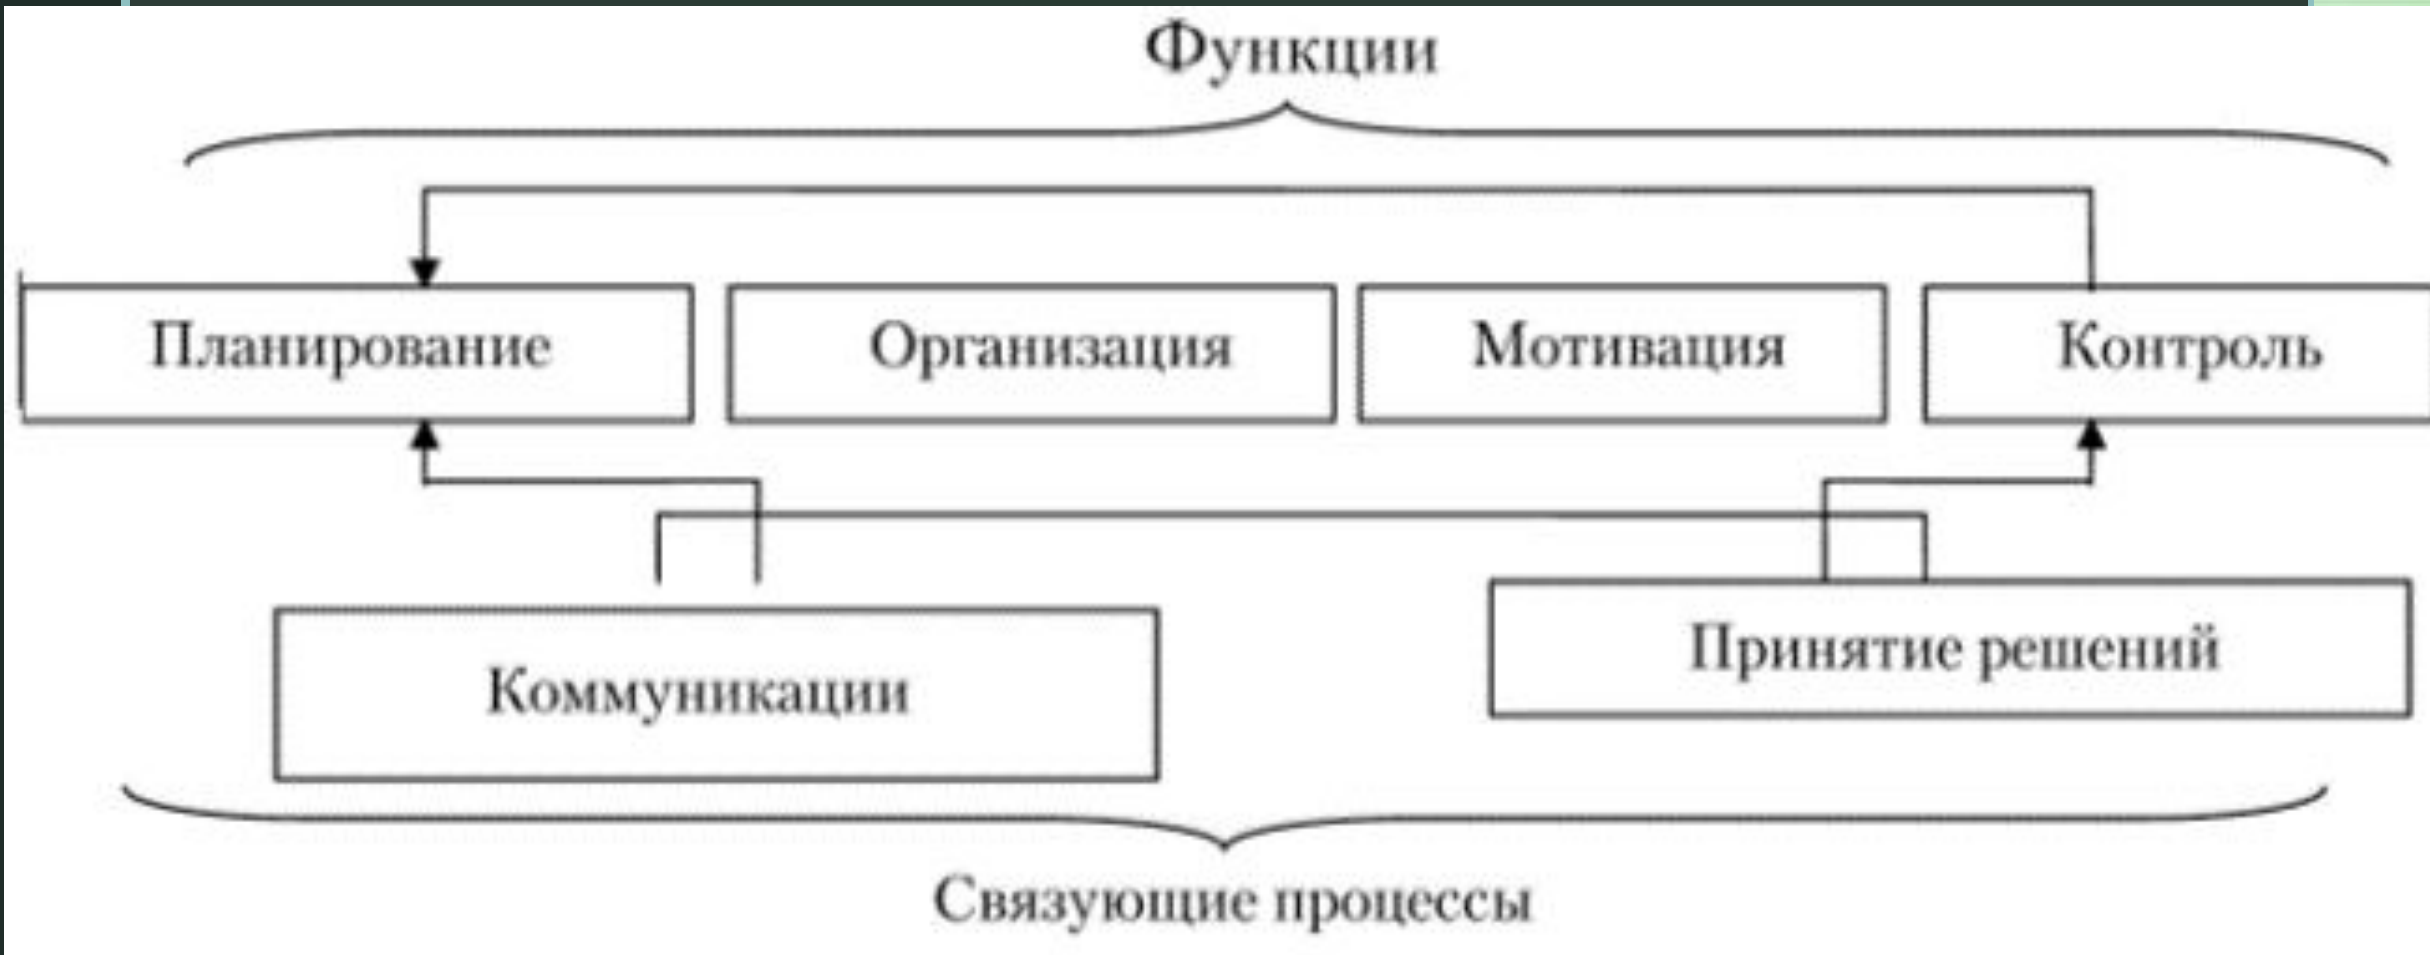 Функции
Планирование
Организация
Мотивация
Контроль
Коммуникации
Принятие решений
Связующие процессы